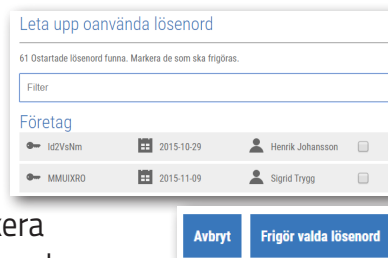 Leta upp oanvända lösenord
61 Ostartade lösenord funna. Markera de som ska frigöras.
Filter
Företag
Id2VsNm 2015-10-29 Henrik Johansson
MMUIXRO 2015-11-09 Sigrid Trygg
Avbryt Frigör valda lösenord